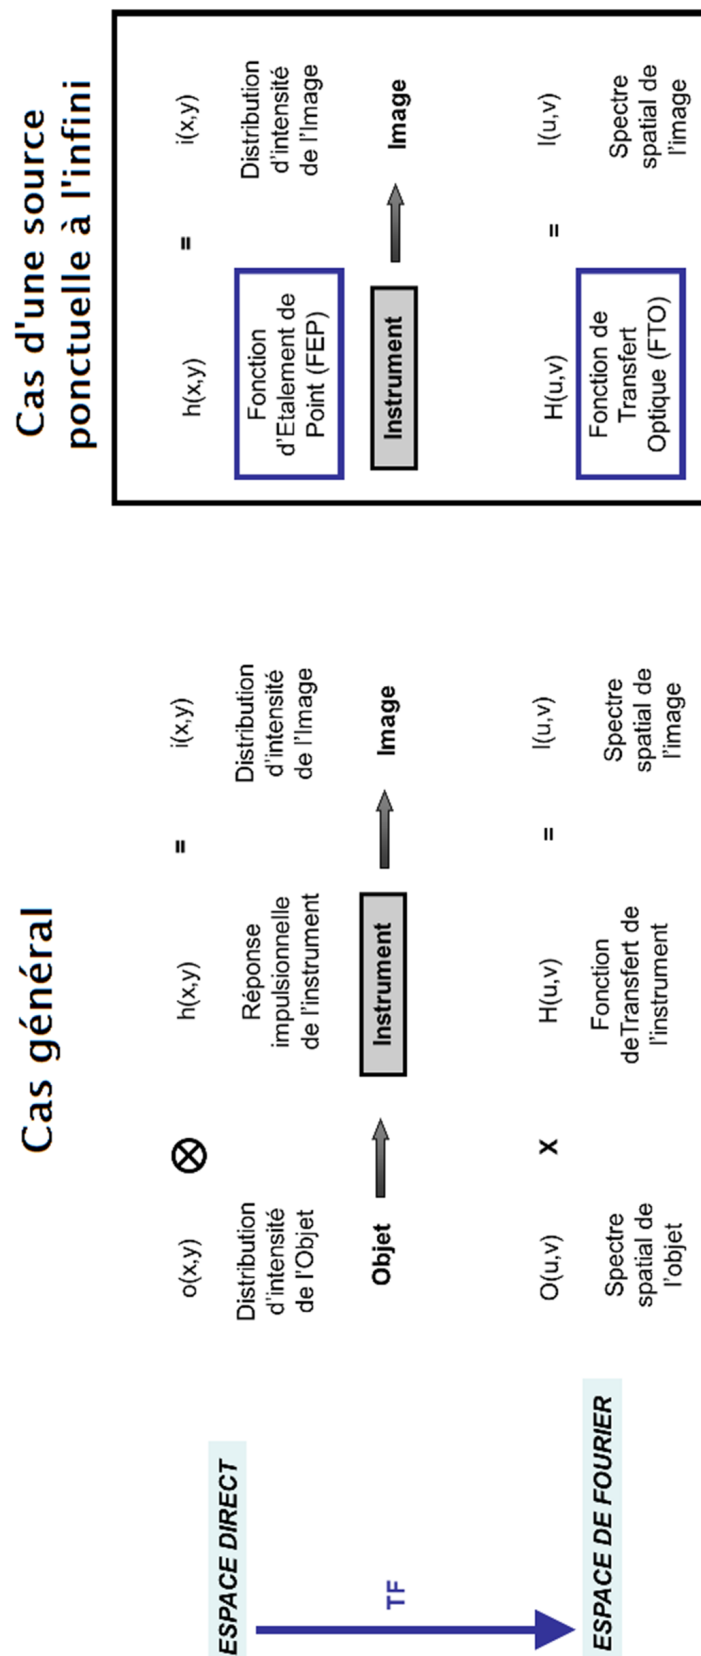 Cas général
Cas d'une source
ponctuelle à l'infini
ESPACE DIRECT
o(x,y) ⊗ h(x,y) = i(x,y)
Distribution
d'intensité
de l'Objet
Réponse
impulsionnelle
de l'instrument
Distribution
d'intensité
de l'Image
h(x,y) = i(x,y)
Fonction
d'Etalement de
Point (FEP)
Distribution
d'intensité
de l'Image
TF
Objet
Instrument
Image
Instrument
Image
ESPACE DE FOURIER
O(u,v) X H(u,v) = I(u,v)
Spectre
spatial de
l'objet
Fonction
deTransfert de
l'instrument
Spectre
spatial de
l'image
H(u,v) = I(u,v)
Fonction de
Transfert
Optique (FTO)
Spectre
spatial de
l'image